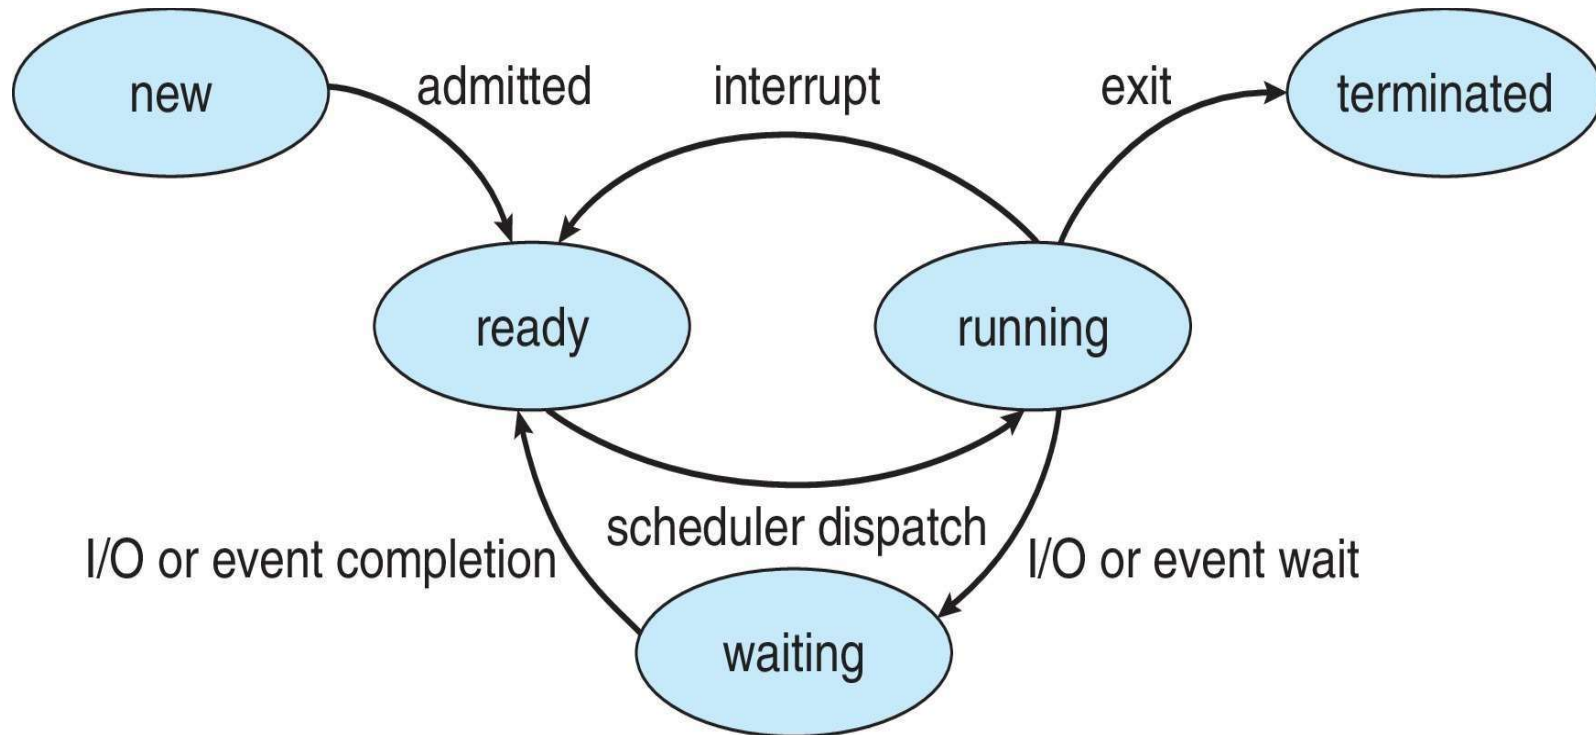 new
admitted
interrupt
exit
terminated
ready
running
scheduler dispatch
I/O or event completion
I/O or event wait
waiting